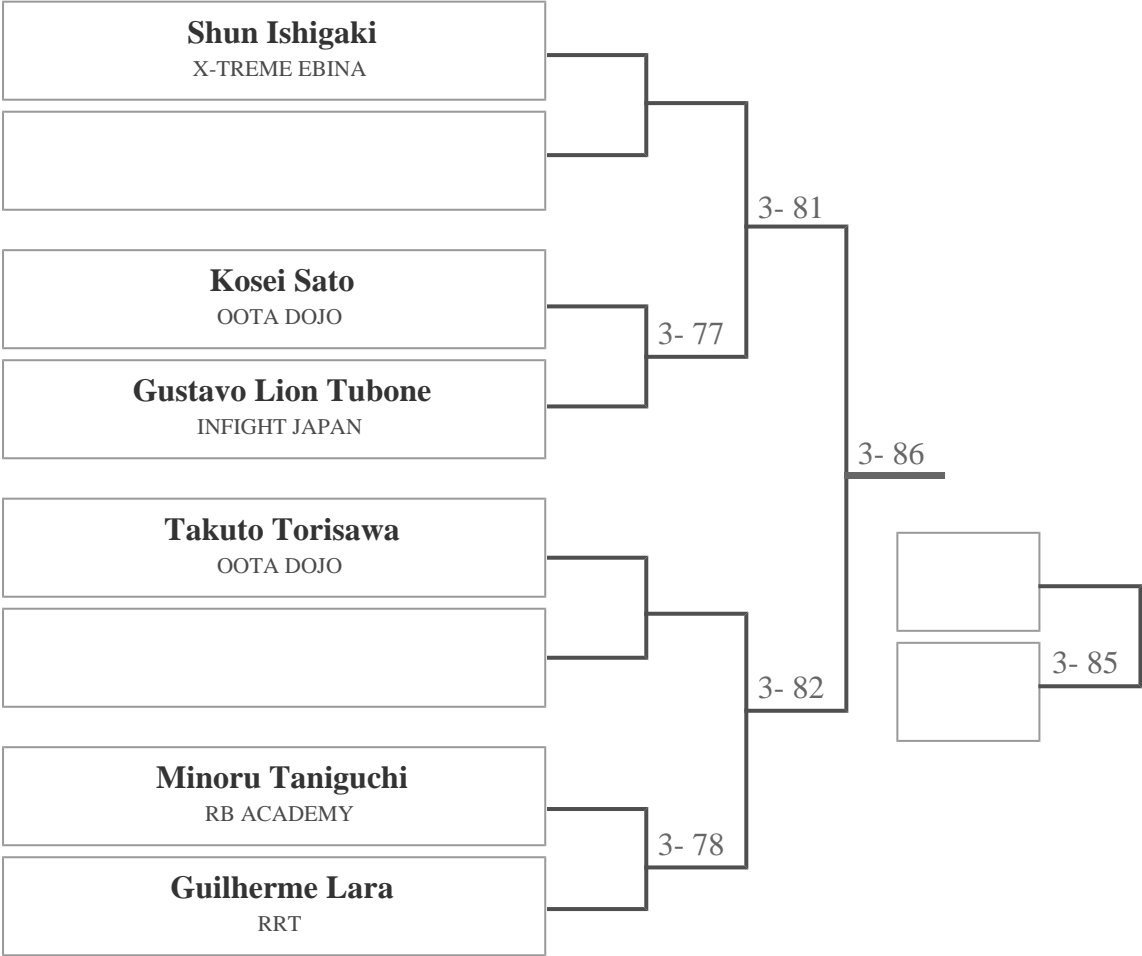 Shun Ishigaki
X-TREME EBINA
3- 81
Kosei Sato
OOTA DOJO
3- 77
Gustavo Lion Tubone
INFIGHT JAPAN
3- 86
Takuto Torisawa
OOTA DOJO
3- 85
3- 82
Minoru Taniguchi
RB ACADEMY
3- 78
Guilherme Lara
RRT